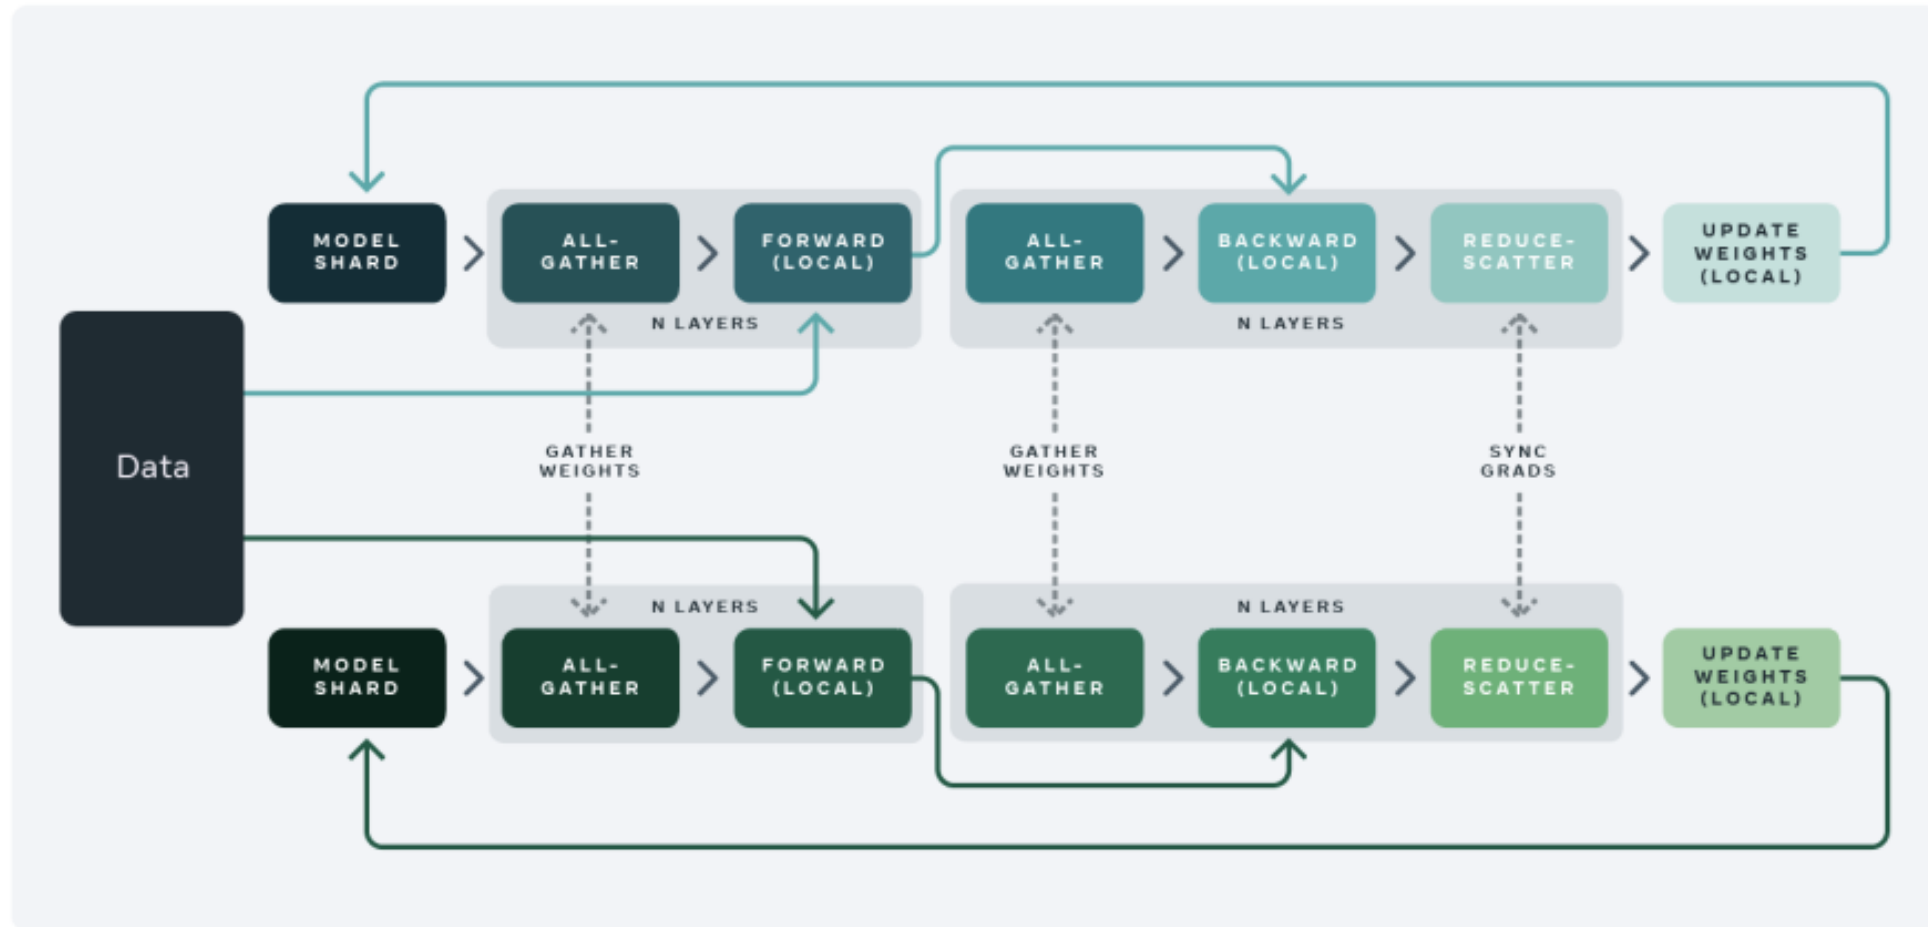 MODEL
SHARD
ALL-
GATHER
FORWARD
(LOCAL)
ALL-
GATHER
BACKWARD
(LOCAL)
REDUCE-
SCATTER
UPDATE
WEIGHTS
(LOCAL)
N LAYERS
N LAYERS
Data
GATHER
WEIGHTS
GATHER
WEIGHTS
SYNC
GRADS
N LAYERS
N LAYERS
MODEL
SHARD
ALL-
GATHER
FORWARD
(LOCAL)
ALL-
GATHER
BACKWARD
(LOCAL)
REDUCE-
SCATTER
UPDATE
WEIGHTS
(LOCAL)